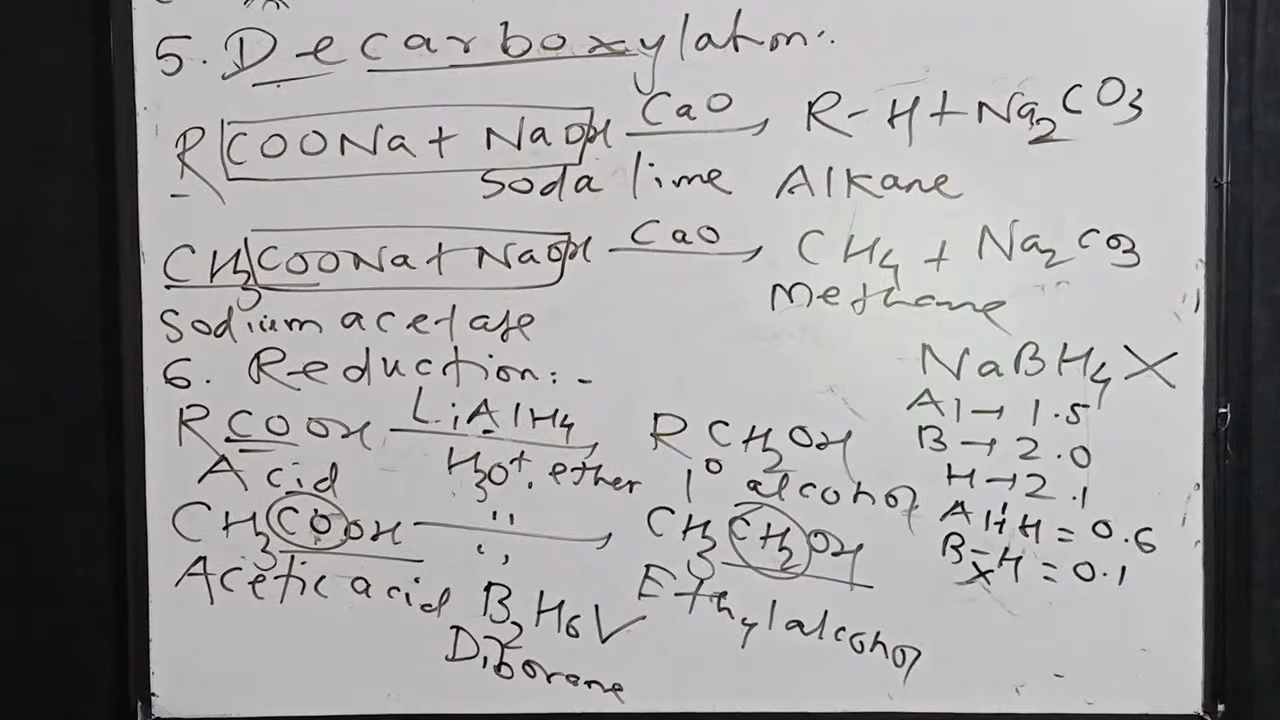 5. Decarboxylation:.
RCOONa + NaOH CaO → R-H + Na2CO3
Soda lime Alkane
CH3COONa + NaOH CaO → CH4 + Na2CO3
Methane
Sodium acetate
6. Reduction:-
RCOOH LiAlH4 → RCH2OH
Acid H3O+, ether 1° alcohol
CH3COOH " → CH3CH2OH
Acetic acid Ethyl alcohol
B2H6 ✓
Diborane
NaBH4 X
Al → 1.5
B → 2.0
H → 2.1
Al-H = 0.6
B-H = 0.1
X